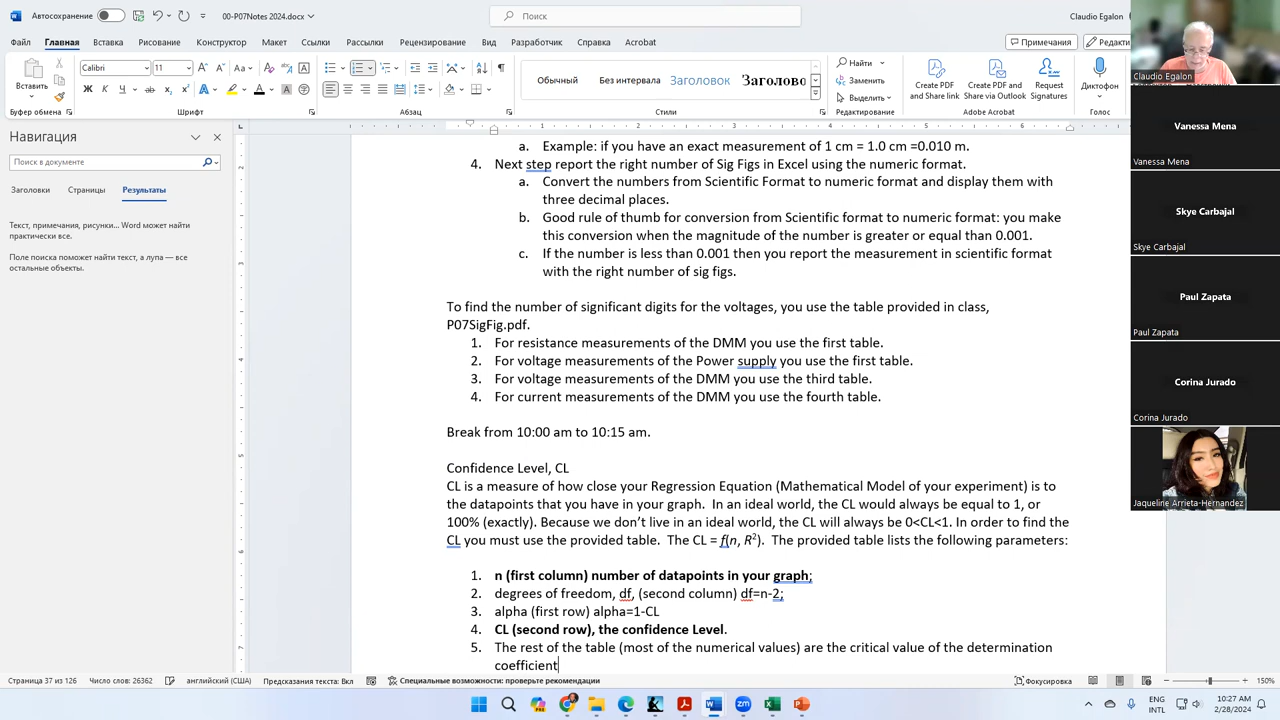 Автосохранение
00-P07Notes 2024.docx
Поиск
Claudio Egalon
Файл Главная Вставка Рисование Конструктор Макет Ссылки Рассылки Рецензирование Вид Разработчик Справка Acrobat
Примечания
Редакти
Вставить
Calibri 11
Обычный Без интервала Заголовок Заголово
Найти
Заменить
Выделить
Create PDF and Share link
Create PDF and Share via Outlook
Request Signatures
Диктофон
Буфер обмена Шрифт Абзац Стили Редактирование Adobe Acrobat Голос
Навигация
Поиск в документе
Заголовки Страницы Результаты
Текст, примечания, рисунки... Word может найти
практически все.
Поле поиска помогает найти текст, а лупа — все
остальные объекты.
a. Example: if you have an exact measurement of 1 cm = 1.0 cm =0.010 m.
4. Next step report the right number of Sig Figs in Excel using the numeric format.
a. Convert the numbers from Scientific Format to numeric format and display them with
three decimal places.
b. Good rule of thumb for conversion from Scientific format to numeric format: you make
this conversion when the magnitude of the number is greater or equal than 0.001.
c. If the number is less than 0.001 then you report the measurement in scientific format
with the right number of sig figs.
To find the number of significant digits for the voltages, you use the table provided in class,
P07SigFig.pdf.
1. For resistance measurements of the DMM you use the first table.
2. For voltage measurements of the Power supply you use the first table.
3. For voltage measurements of the DMM you use the third table.
4. For current measurements of the DMM you use the fourth table.
Break from 10:00 am to 10:15 am.
Confidence Level, CL
CL is a measure of how close your Regression Equation (Mathematical Model of your experiment) is to
the datapoints that you have in your graph. In an ideal world, the CL would always be equal to 1, or
100% (exactly). Because we don't live in an ideal world, the CL will always be 0<CL<1. In order to find the
CL you must use the provided table. The CL = f(n, R²). The provided table lists the following parameters:
1. n (first column) number of datapoints in your graph;
2. degrees of freedom, df, (second column) df=n-2;
3. alpha (first row) alpha=1-CL
4. CL (second row), the confidence Level.
5. The rest of the table (most of the numerical values) are the critical value of the determination
coefficient
Claudio Egalon
Vanessa Mena
Vanessa Mena
Skye Carbajal
Skye Carbajal
Paul Zapata
Paul Zapata
Corina Jurado
Corina Jurado
Jaqueline Arrieta-Hernandez
Страница 37 из 126 Число слов: 26362 английский (США) Предсказания текста: Вкл Специальные возможности: проверьте рекомендации Фокусировка 150%
ENG
INTL
10:27 AM
2/28/2024